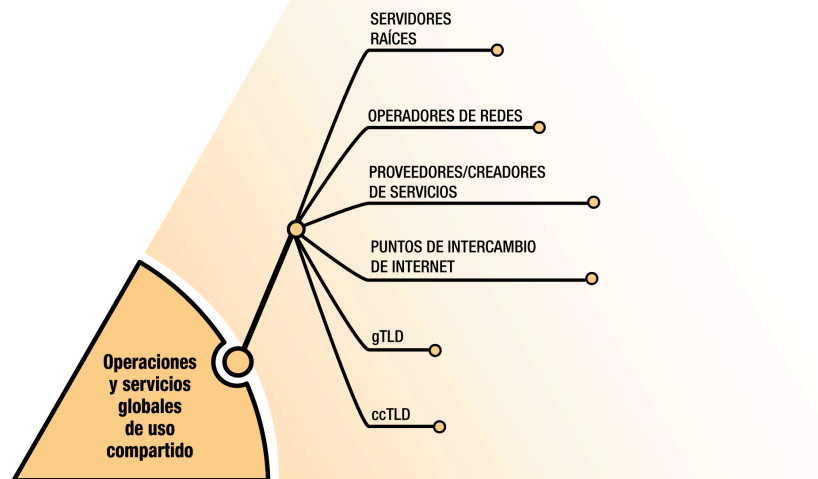 SERVIDORES
RAÍCES
OPERADORES DE REDES
PROVEEDORES/CREADORES
DE SERVICIOS
PUNTOS DE INTERCAMBIO
DE INTERNET
gTLD
ccTLD
Operaciones
y servicios
globales
de uso
compartido